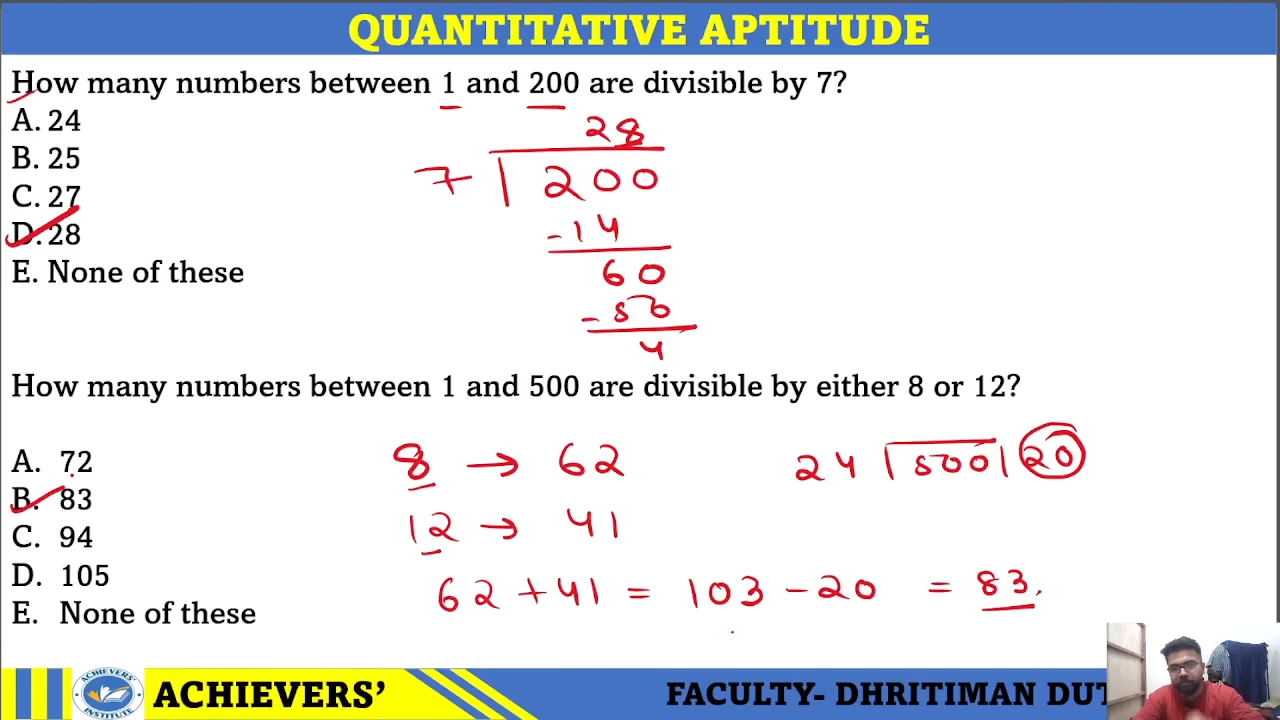 QUANTITATIVE APTITUDE
How many numbers between 1 and 200 are divisible by 7?
A. 24
B. 25
C. 27
D. 28
E. None of these
28
7 200
-14
60
-56
4
How many numbers between 1 and 500 are divisible by either 8 or 12?
A. 72
B. 83
C. 94
D. 105
E. None of these
8 → 62
12 → 41
24 500 20
62 + 41 = 103 - 20 = 83.
ACHIEVERS' INSTITUTE
ACHIEVERS'
FACULTY- DHRITIMAN DUT